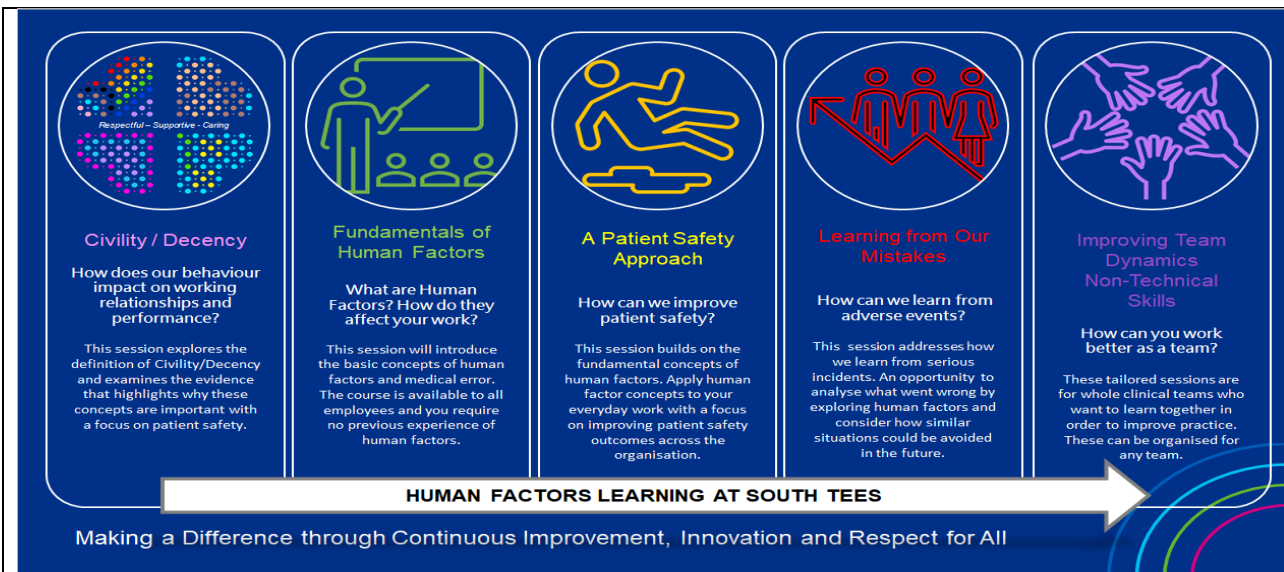 Respectful – Supportive - Caring
Civility / Decency
How does our behaviour
impact on working
relationships and
performance?
This session explores the
definition of Civility/Decency
and examines the evidence
that highlights why these
concepts are important with
a focus on patient safety.
Fundamentals of
Human Factors
What are Human
Factors? How do they
affect your work?
This session will introduce
the basic concepts of human
factors and medical error.
The course is available to all
employees and you require
no previous experience of
human factors.
A Patient Safety
Approach
How can we improve
patient safety?
This session builds on the
fundamental concepts of
human factors. Apply human
factor concepts to your
everyday work with a focus
on improving patient safety
outcomes across the
organisation.
Learning from Our
Mistakes
How can we learn from
adverse events?
This session addresses how
we learn from serious
incidents. An opportunity to
analyse what went wrong by
exploring human factors and
consider how similar
situations could be avoided
in the future.
Improving Team
Dynamics
Non-Technical
Skills
How can you work
better as a team?
These tailored sessions are
for whole clinical teams who
want to learn together in
order to improve practice.
These can be organised for
any team.
HUMAN FACTORS LEARNING AT SOUTH TEES
Making a Difference through Continuous Improvement, Innovation and Respect for All